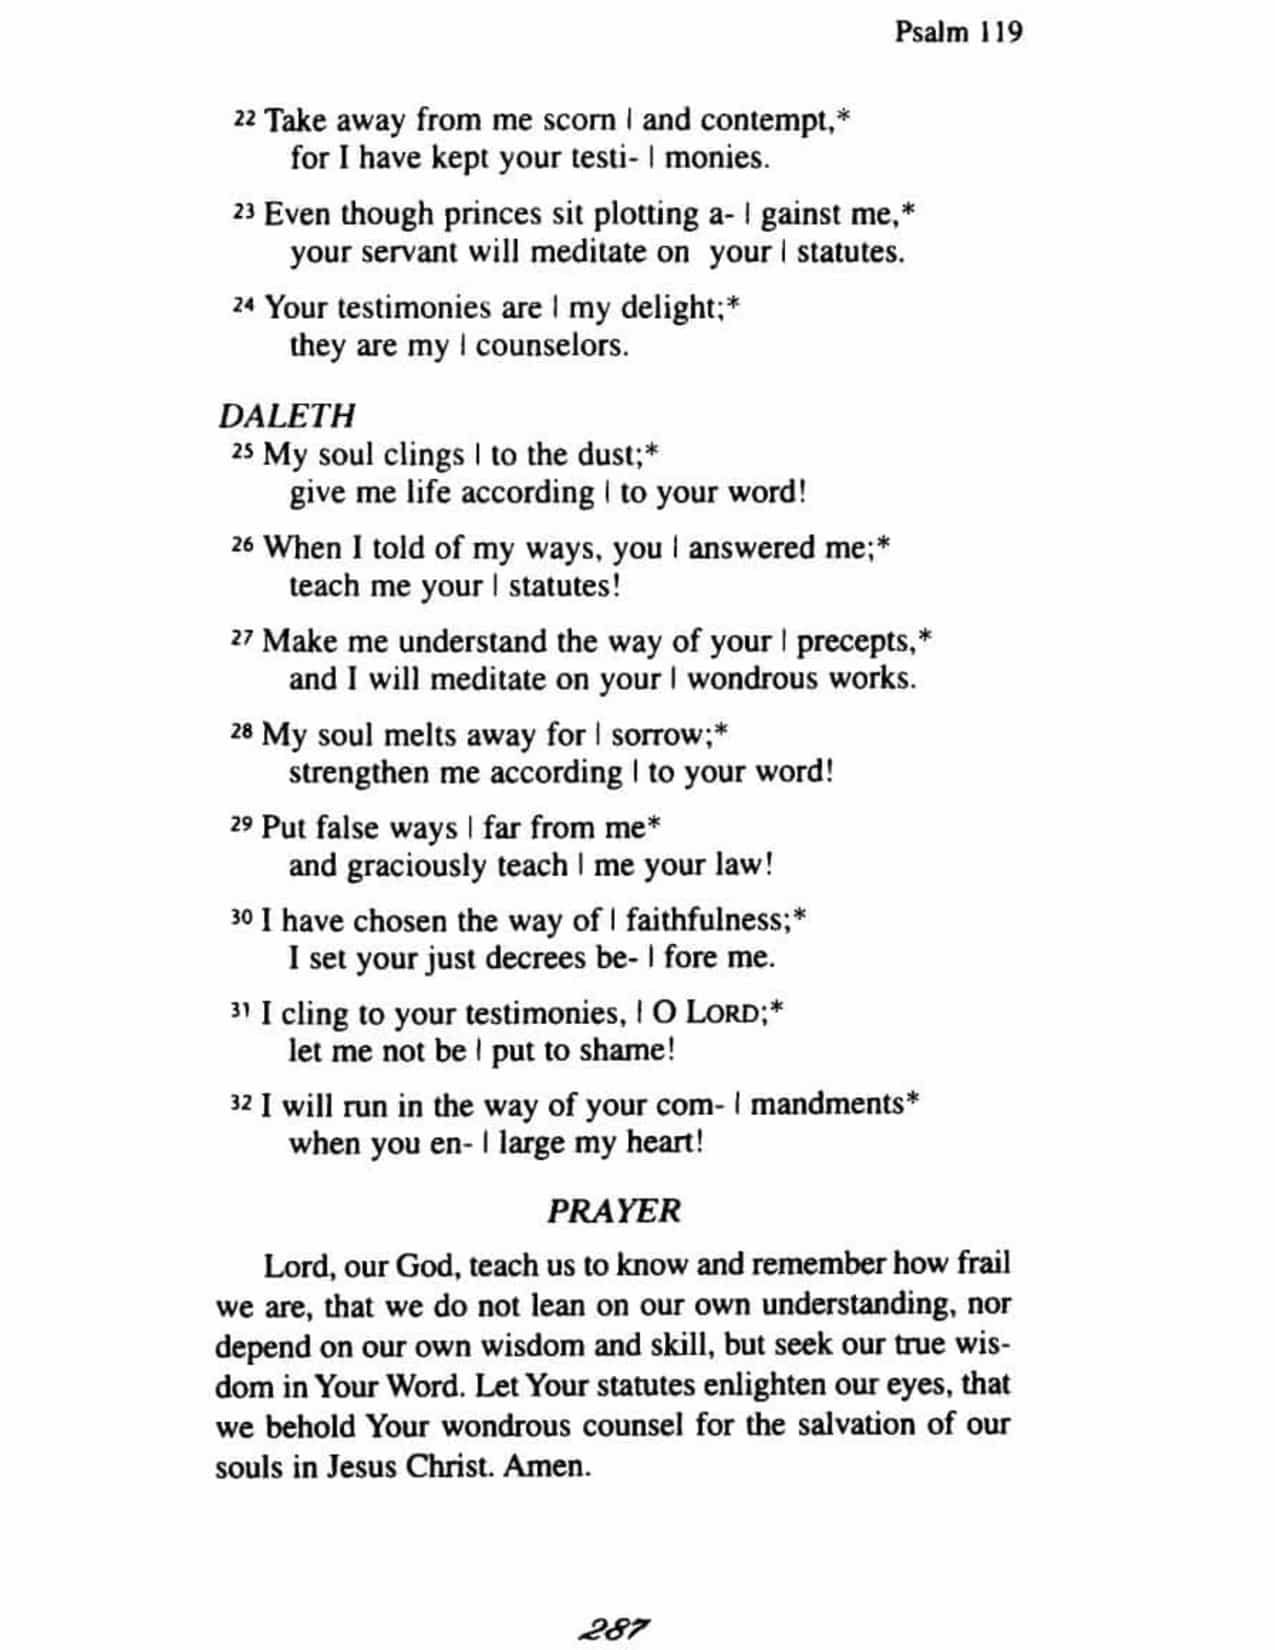 Psalm 119
22 Take away from me scorn | and contempt,*
for I have kept your testi- | monies.
23 Even though princes sit plotting a- | gainst me,*
your servant will meditate on your | statutes.
24 Your testimonies are | my delight;*
they are my | counselors.
DALETH
25 My soul clings | to the dust;*
give me life according | to your word!
26 When I told of my ways, you | answered me;*
teach me your | statutes!
27 Make me understand the way of your | precepts,*
and I will meditate on your | wondrous works.
28 My soul melts away for | sorrow;*
strengthen me according | to your word!
29 Put false ways | far from me*
and graciously teach | me your law!
30 I have chosen the way of | faithfulness;*
I set your just decrees be- | fore me.
31 I cling to your testimonies, | O LORD;*
let me not be | put to shame!
32 I will run in the way of your com- | mandments*
when you en- | large my heart!
PRAYER
Lord, our God, teach us to know and remember how frail
we are, that we do not lean on our own understanding, nor
depend on our own wisdom and skill, but seek our true wis-
dom in Your Word. Let Your statutes enlighten our eyes, that
we behold Your wondrous counsel for the salvation of our
souls in Jesus Christ. Amen.
287